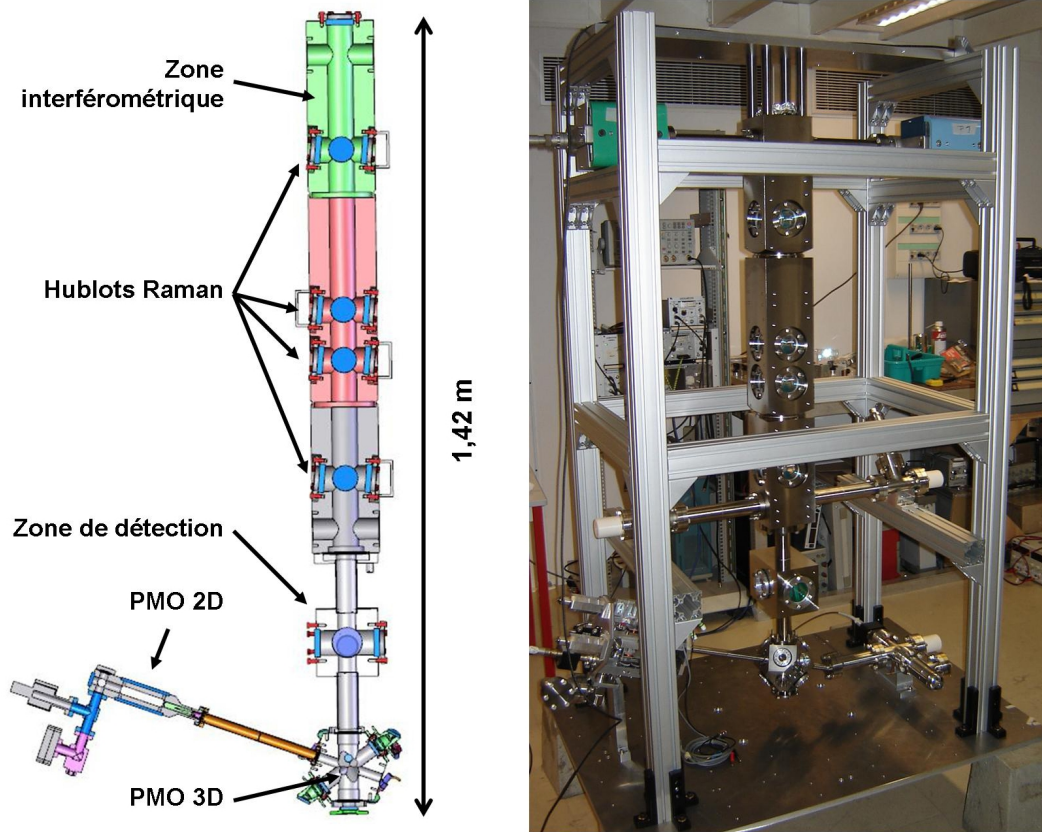 Zone
interférométrique
Hublots Raman
1,42 m
Zone de détection
PMO 2D
PMO 3D